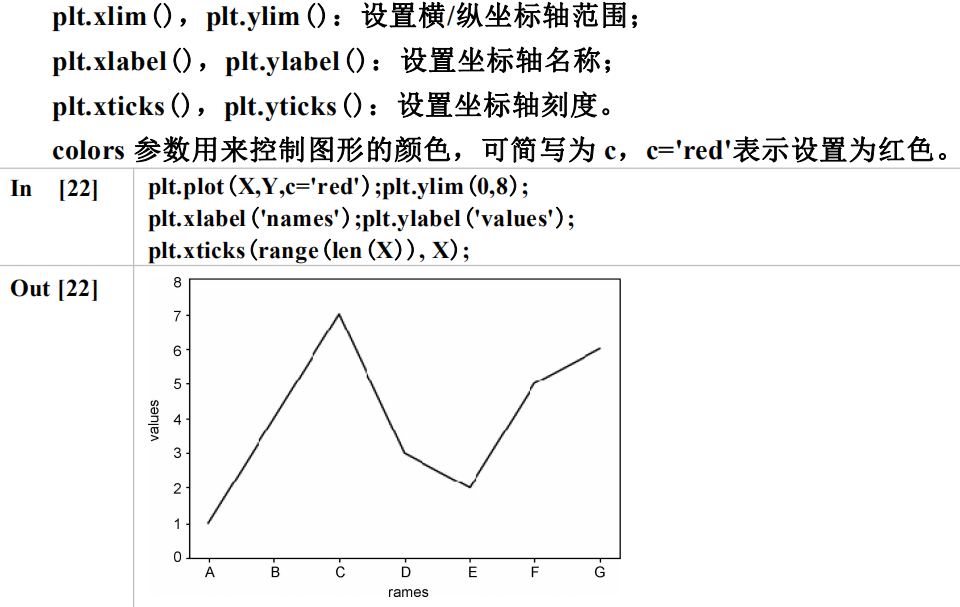 plt.xlim(), plt.ylim(): 设置横/纵坐标轴范围;
plt.xlabel(), plt.ylabel(): 设置坐标轴名称;
plt.xticks(), plt.yticks(): 设置坐标轴刻度。
colors 参数用来控制图形的颜色，可简写为 c，c='red'表示设置为红色。
In [22]
plt.plot(X,Y,c='red');plt.ylim(0,8);
plt.xlabel('names');plt.ylabel('values');
plt.xticks(range(len(X)), X);
Out [22]
8
7
6
5
4
3
2
1
0
values
A B C D E F G
rames